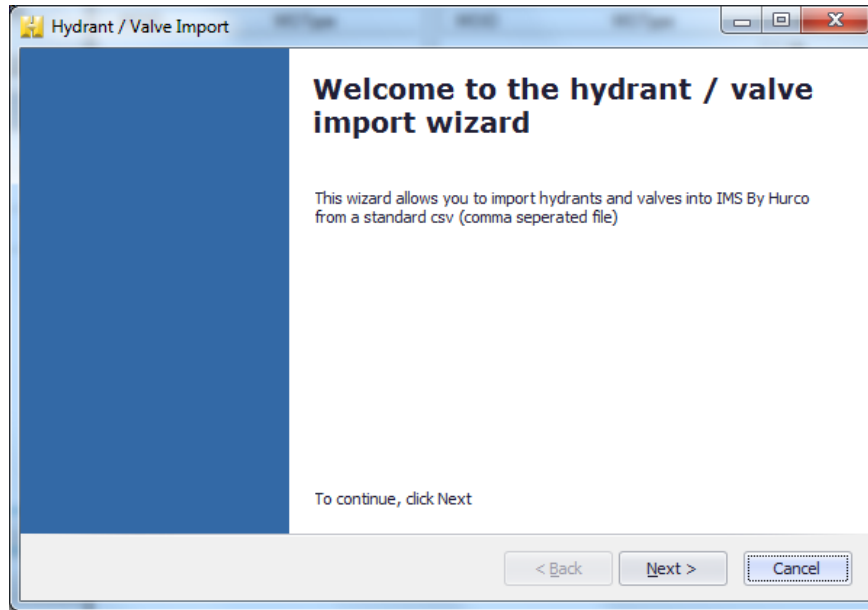 Hydrant / Valve Import
Welcome to the hydrant / valve
import wizard
This wizard allows you to import hydrants and valves into IMS By Hurco
from a standard csv (comma seperated file)
To continue, click Next
< Back
Next >
Cancel